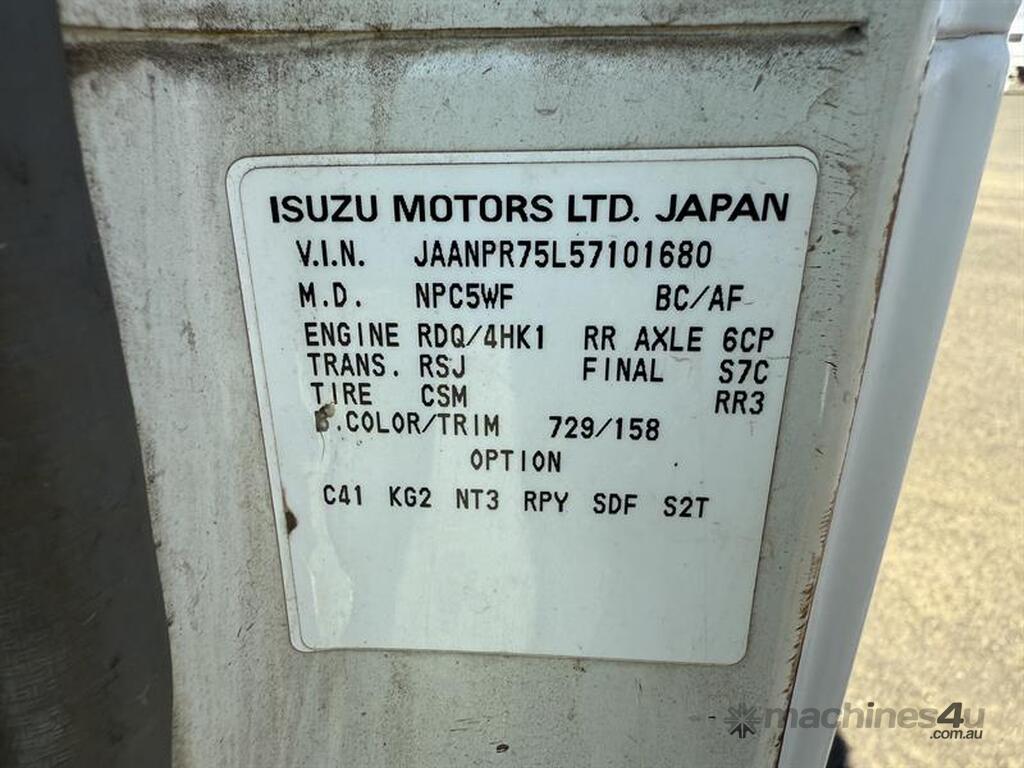 ISUZU MOTORS LTD. JAPAN
V.I.N. JAANPR75L57101680
M.D. NPC5WF BC/AF
ENGINE RDQ/4HK1 RR AXLE 6CP
TRANS. RSJ FINAL S7C
TIRE CSM RR3
B.COLOR/TRIM 729/158
OPTION
C41 KG2 NT3 RPY SDF S2T
machines4u
.com.au